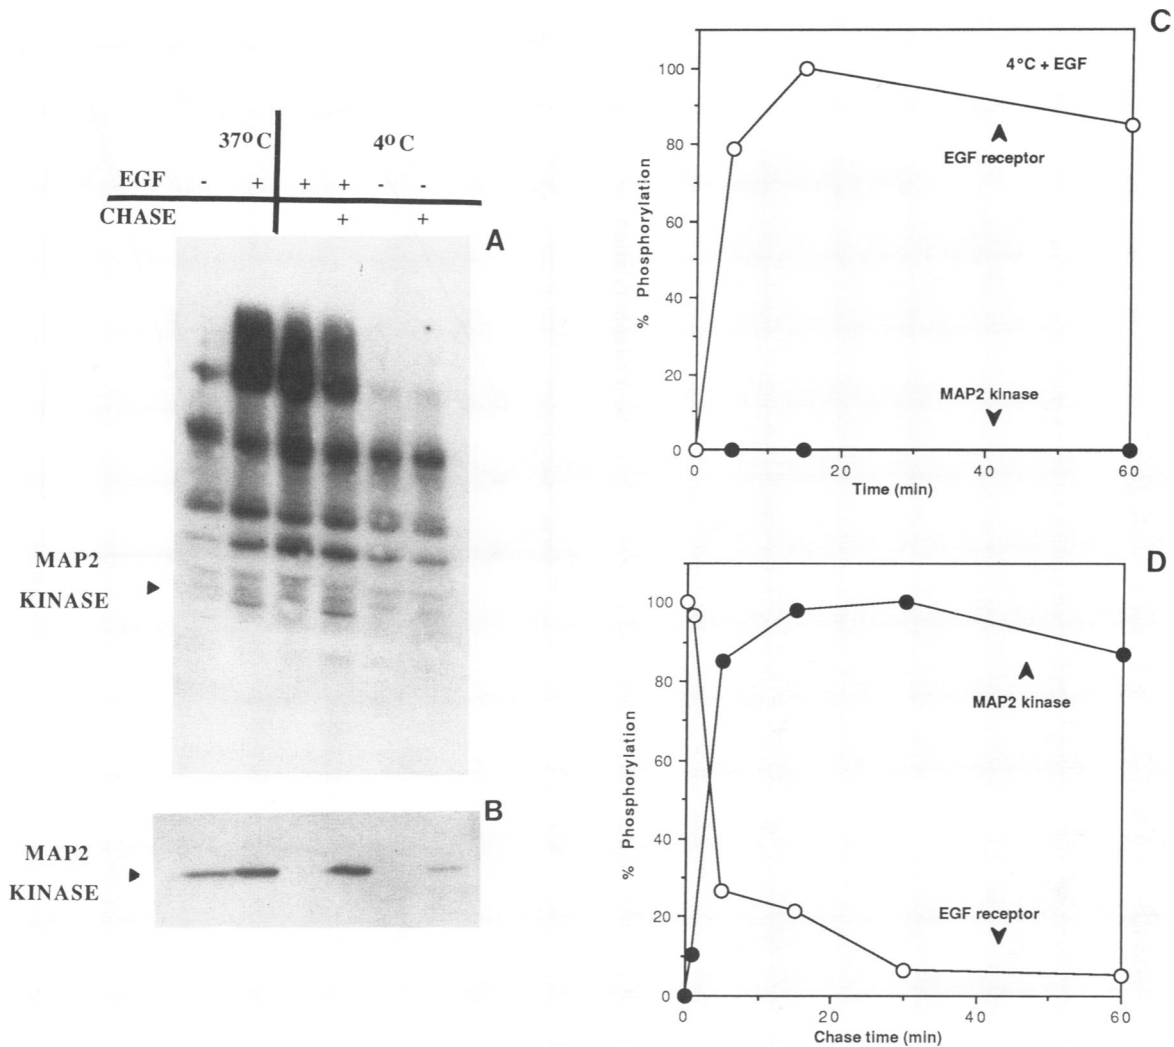 37° C 4° C
EGF - + + + - -
CHASE + +
A
MAP2
KINASE
B
MAP2
KINASE
C
4°C + EGF
EGF receptor
MAP2 kinase
% Phosphorylation
100
80
60
40
20
0
0 20 40 60
Time (min)
D
MAP2 kinase
EGF receptor
% Phosphorylation
100
80
60
40
20
0
0 20 40 60
Chase time (min)